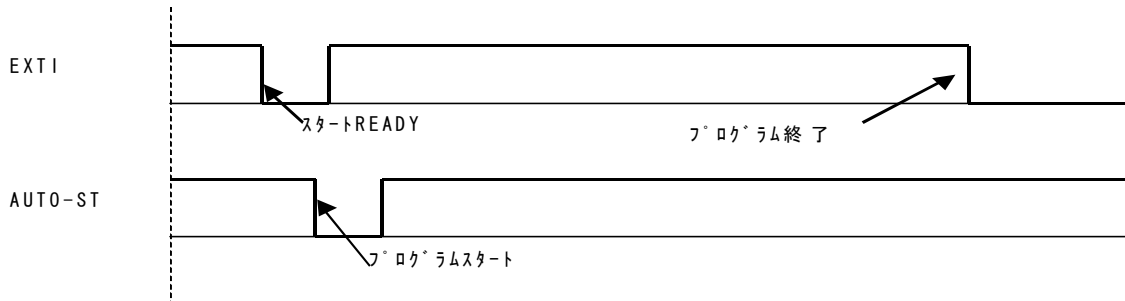 EXTI
ｽﾀｰﾄREADY
ﾌﾟﾛｸﾞﾗﾑ終了
AUTO-ST
ﾌﾟﾛｸﾞﾗﾑｽﾀｰﾄ